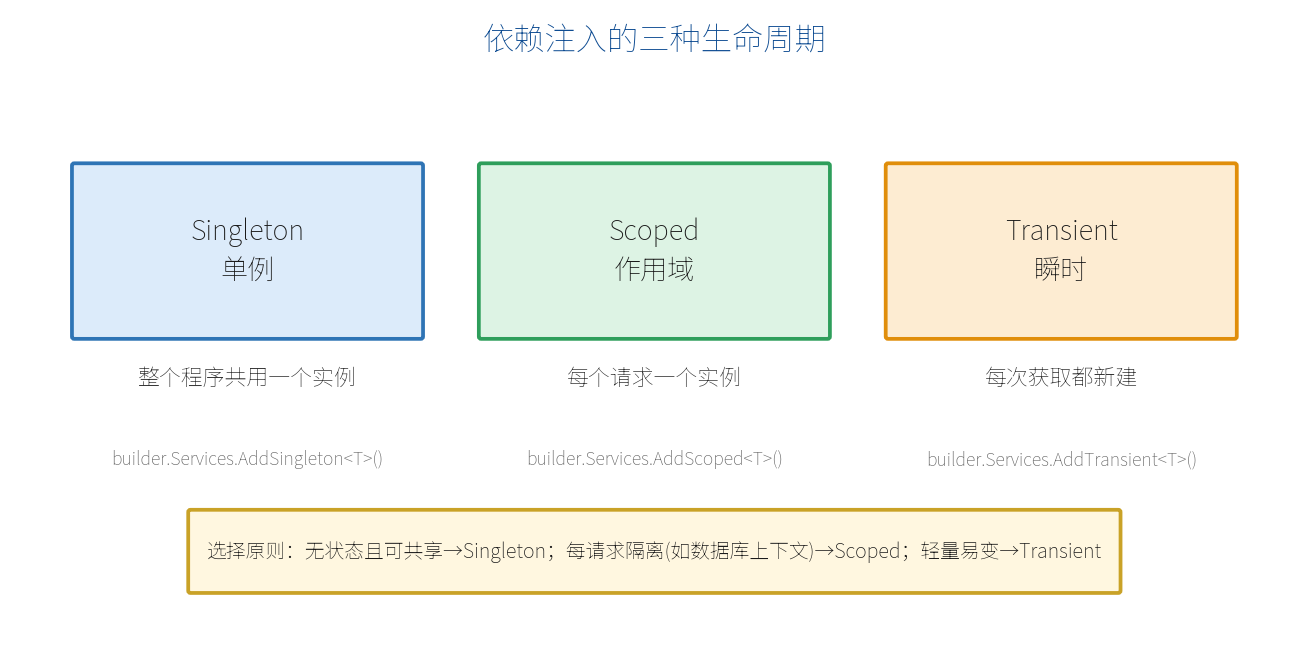 依赖注入的三种生命周期
Singleton
单例
Scoped
作用域
Transient
瞬时
整个程序共用一个实例
每个请求一个实例
每次获取都新建
builder.Services.AddSingleton<T>()
builder.Services.AddScoped<T>()
builder.Services.AddTransient<T>()
选择原则：无状态且可共享→Singleton；每请求隔离(如数据库上下文)→Scoped；轻量易变→Transient